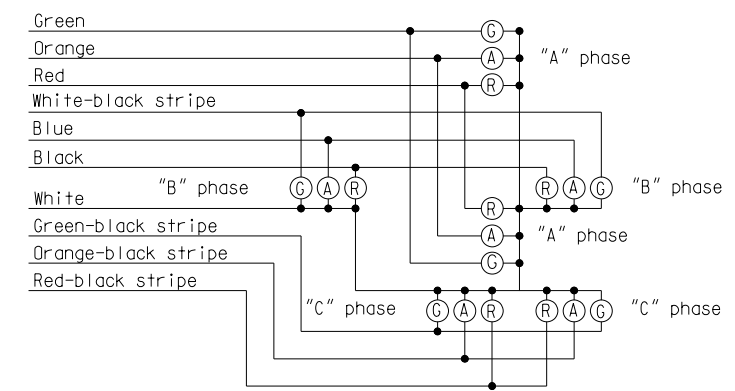 Green
G
Orange
A
"A" phase
Red
R
White-black stripe
Blue
Black
"B" phase
G A R
R A G
"B" phase
White
R
Green-black stripe
A
"A" phase
Orange-black stripe
G
Red-black stripe
"C" phase
G A R
R A G
"C" phase